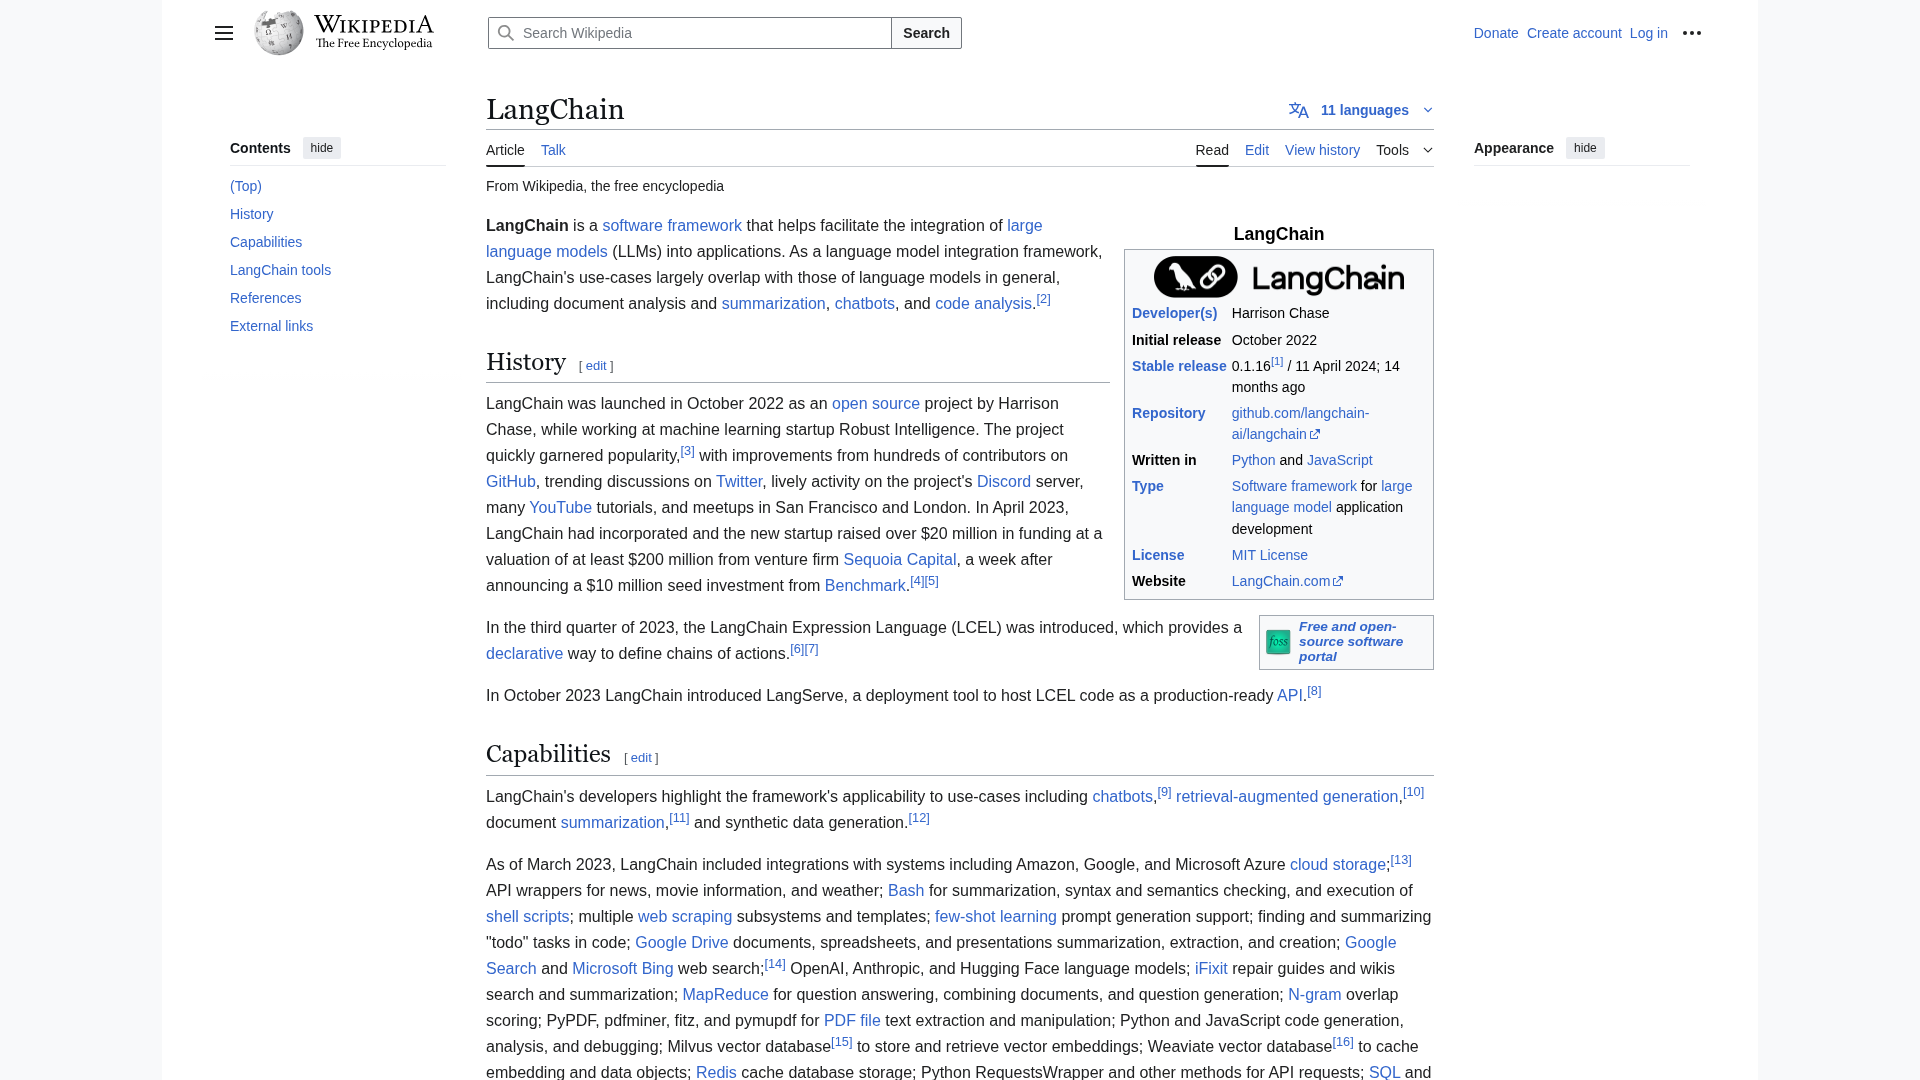 WIKIPEDIA
The Free Encyclopedia
Search Wikipedia
Search
Donate Create account Log in
Contents hide
(Top)
History
Capabilities
LangChain tools
References
External links
LangChain
11 languages
Article Talk
Read Edit View history Tools
Appearance hide
From Wikipedia, the free encyclopedia
LangChain is a software framework that helps facilitate the integration of large
language models (LLMs) into applications. As a language model integration framework,
LangChain's use-cases largely overlap with those of language models in general,
including document analysis and summarization, chatbots, and code analysis.[2]
LangChain
LangChain
Developer(s) Harrison Chase
Initial release October 2022
Stable release 0.1.16[1] / 11 April 2024; 14
months ago
Repository github.com/langchain-
ai/langchain
Written in Python and JavaScript
Type Software framework for large
language model application
development
License MIT License
Website LangChain.com
History [ edit ]
LangChain was launched in October 2022 as an open source project by Harrison
Chase, while working at machine learning startup Robust Intelligence. The project
quickly garnered popularity,[3] with improvements from hundreds of contributors on
GitHub, trending discussions on Twitter, lively activity on the project's Discord server,
many YouTube tutorials, and meetups in San Francisco and London. In April 2023,
LangChain had incorporated and the new startup raised over $20 million in funding at a
valuation of at least $200 million from venture firm Sequoia Capital, a week after
announcing a $10 million seed investment from Benchmark.[4][5]
foss
Free and open-
source software
portal
In the third quarter of 2023, the LangChain Expression Language (LCEL) was introduced, which provides a
declarative way to define chains of actions.[6][7]
In October 2023 LangChain introduced LangServe, a deployment tool to host LCEL code as a production-ready API.[8]
Capabilities [ edit ]
LangChain's developers highlight the framework's applicability to use-cases including chatbots,[9] retrieval-augmented generation,[10]
document summarization,[11] and synthetic data generation.[12]
As of March 2023, LangChain included integrations with systems including Amazon, Google, and Microsoft Azure cloud storage;[13]
API wrappers for news, movie information, and weather; Bash for summarization, syntax and semantics checking, and execution of
shell scripts; multiple web scraping subsystems and templates; few-shot learning prompt generation support; finding and summarizing
"todo" tasks in code; Google Drive documents, spreadsheets, and presentations summarization, extraction, and creation; Google
Search and Microsoft Bing web search;[14] OpenAI, Anthropic, and Hugging Face language models; iFixit repair guides and wikis
search and summarization; MapReduce for question answering, combining documents, and question generation; N-gram overlap
scoring; PyPDF, pdfminer, fitz, and pymupdf for PDF file text extraction and manipulation; Python and JavaScript code generation,
analysis, and debugging; Milvus vector database[15] to store and retrieve vector embeddings; Weaviate vector database[16] to cache
embedding and data objects; Redis cache database storage; Python RequestsWrapper and other methods for API requests; SQL and